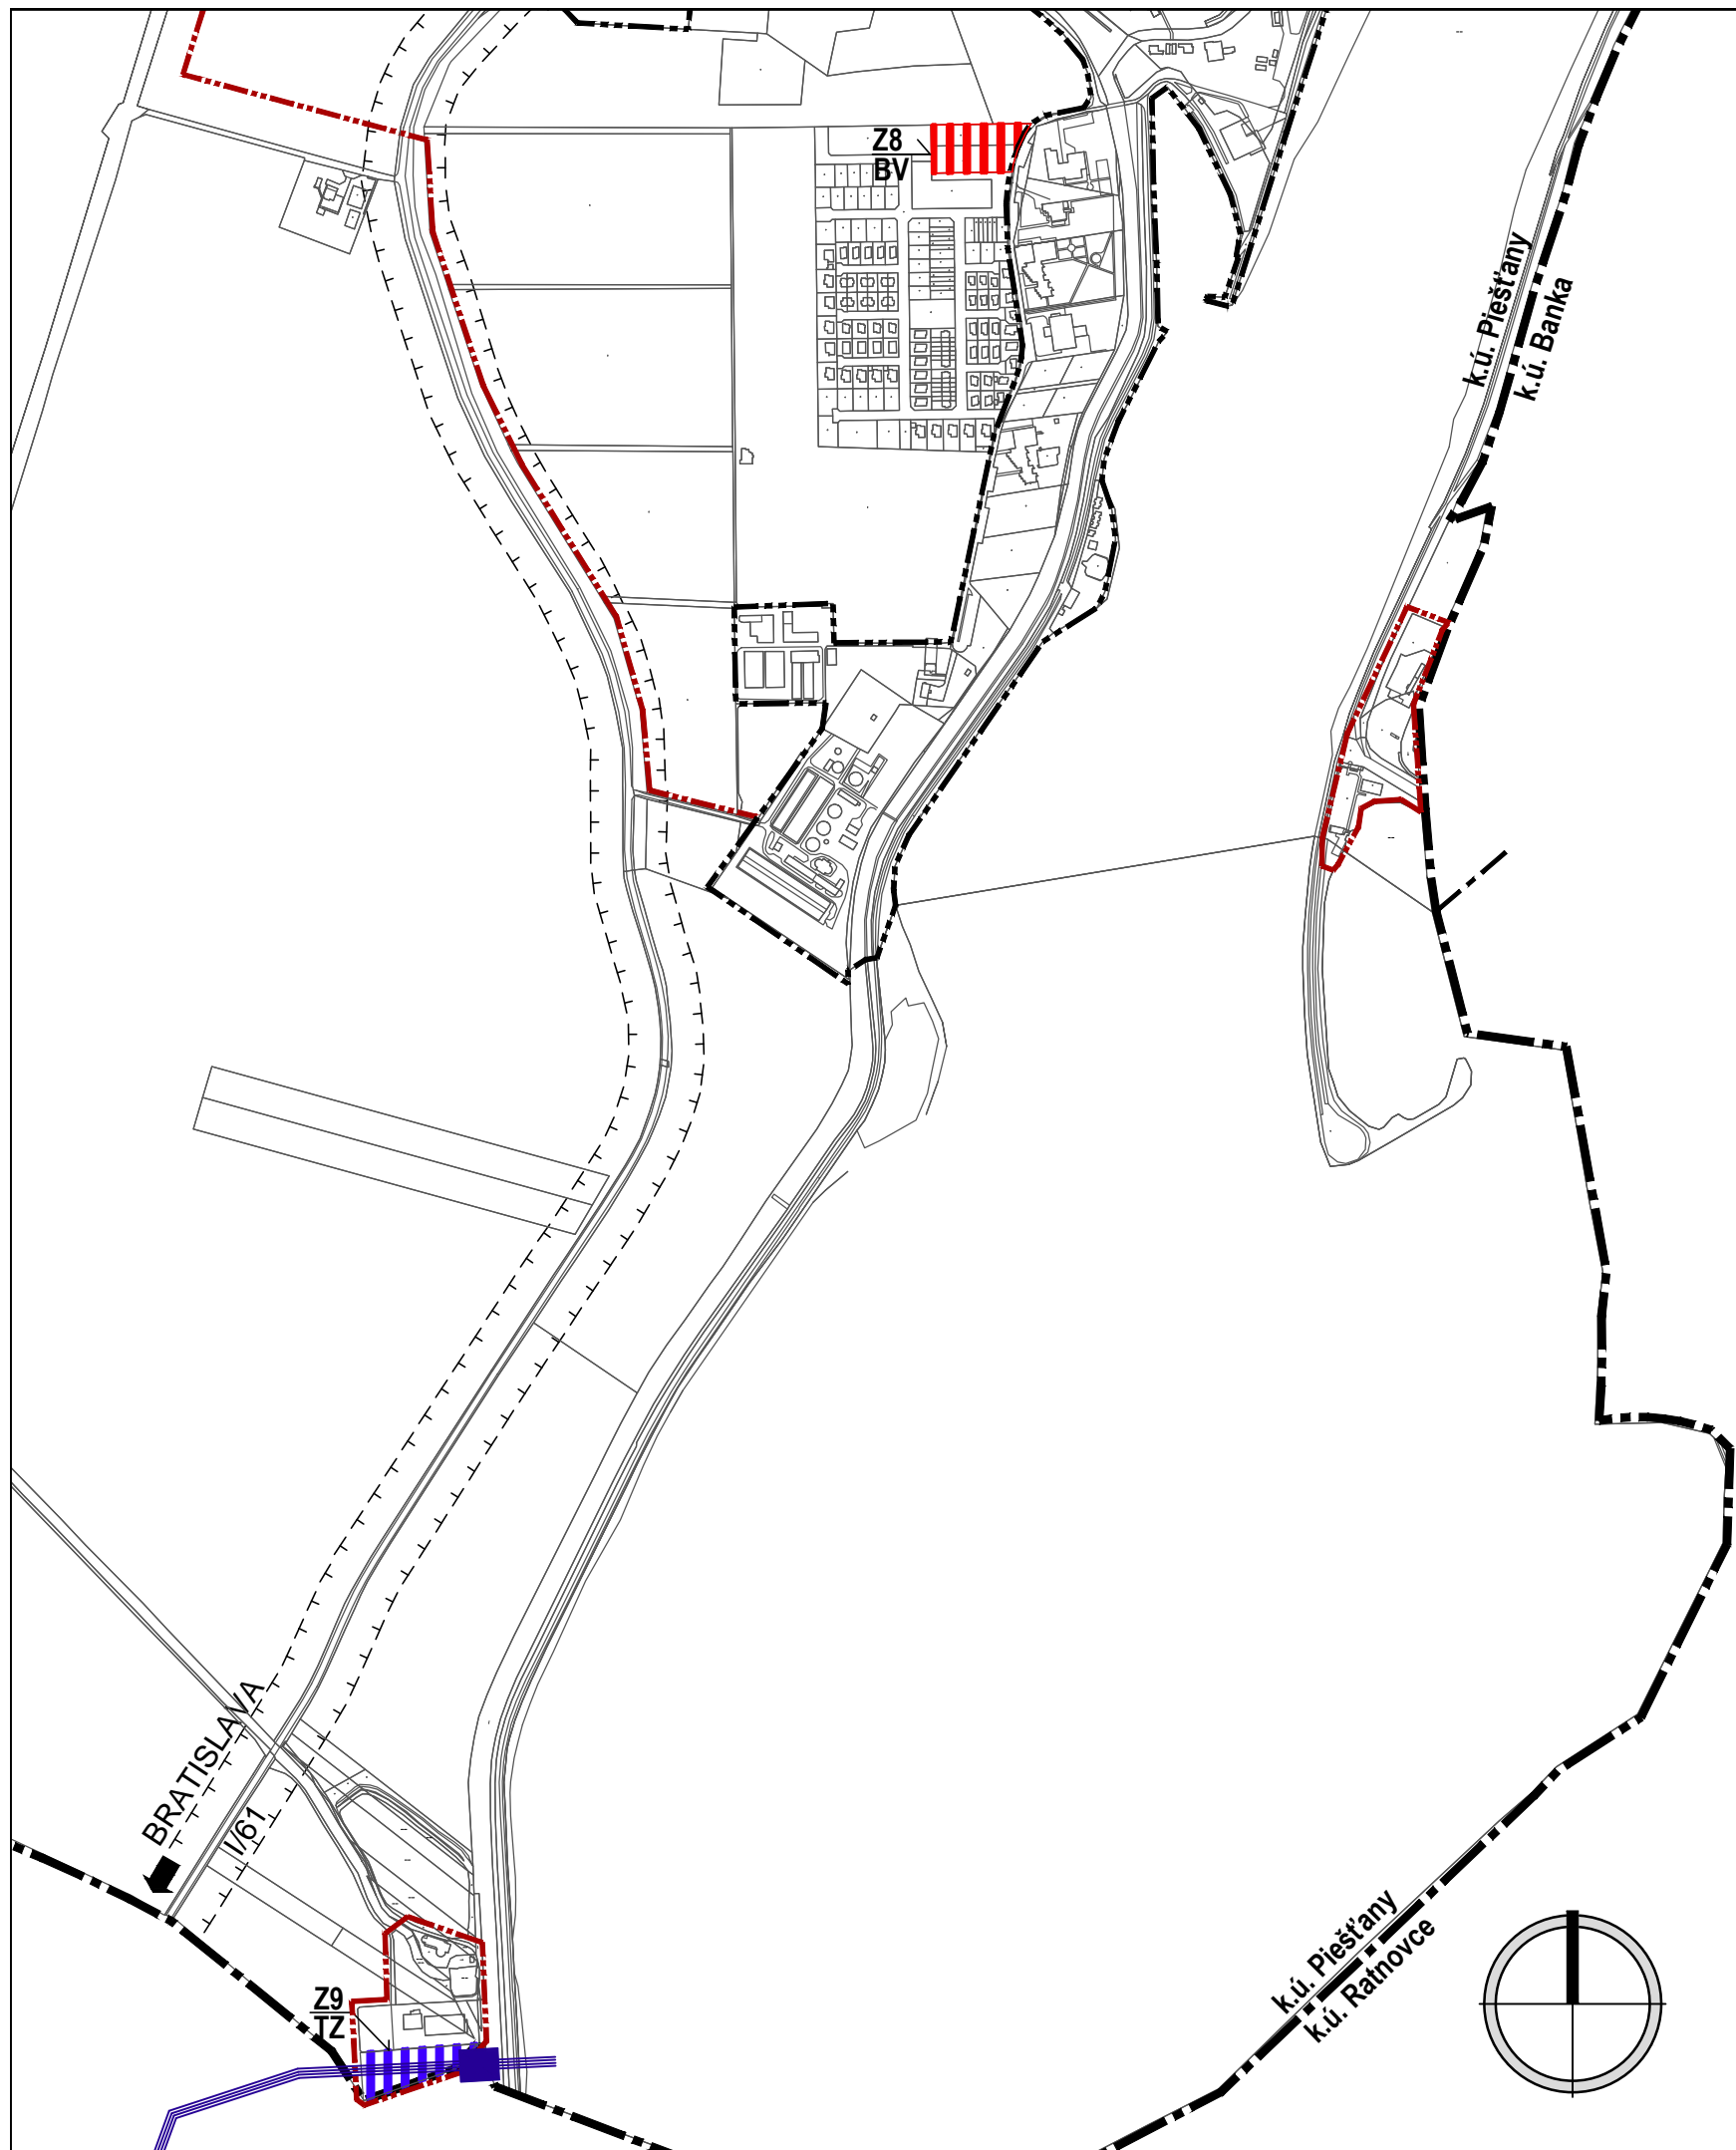 Z8
BV
k.ú. Piešťany
k.ú. Banka
BRATISLAVA
I/61
k.ú. Piešťany
k.ú. Ratnovce
Z9
TZ